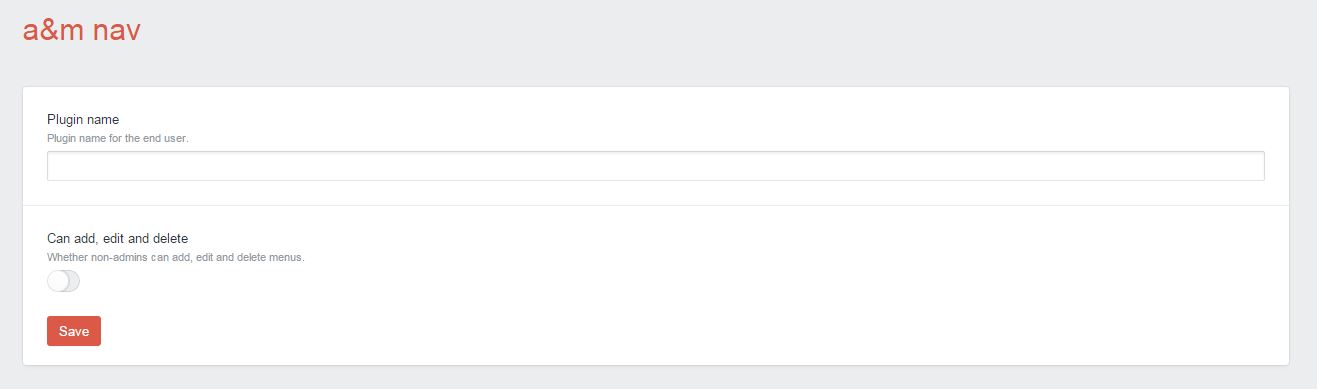 a&m nav
Plugin name
Plugin name for the end user.
Can add, edit and delete
Whether non-admins can add, edit and delete menus.
Save